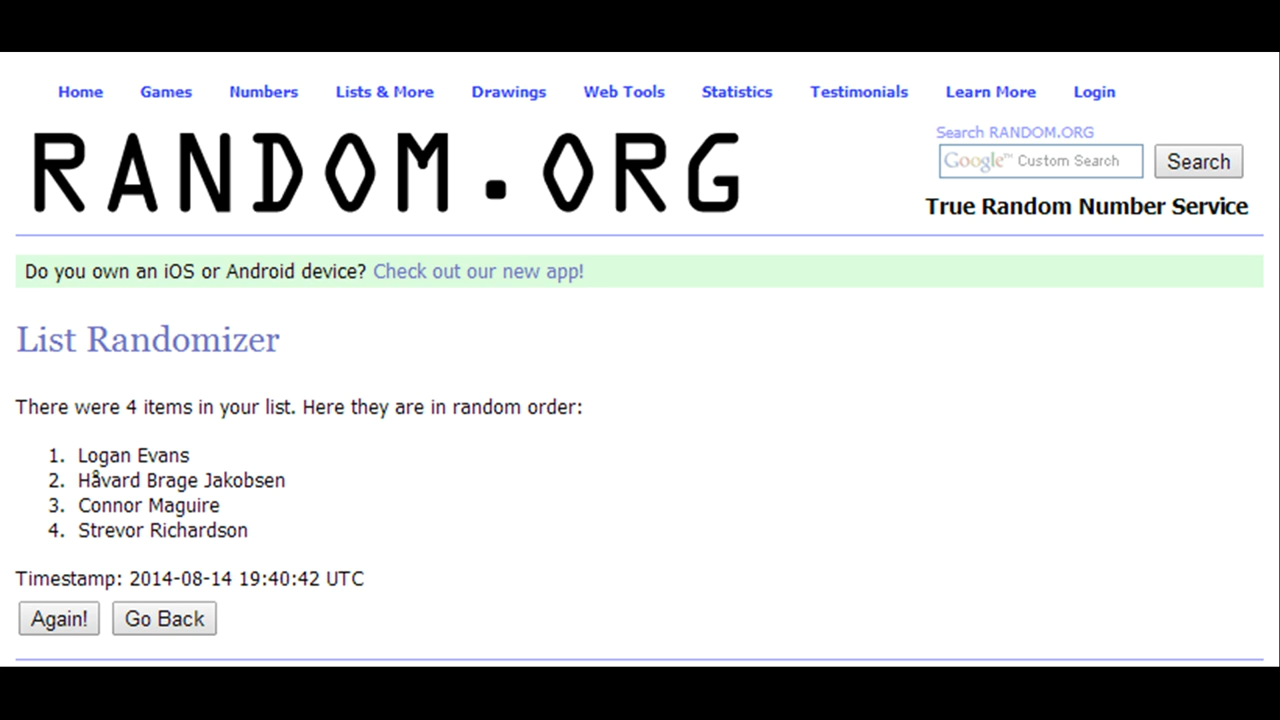 Home Games Numbers Lists & More Drawings Web Tools Statistics Testimonials Learn More Login
RANDOM.ORG
Search RANDOM.ORG
Google™ Custom Search Search
True Random Number Service
Do you own an iOS or Android device? Check out our new app!
List Randomizer
There were 4 items in your list. Here they are in random order:
1. Logan Evans
2. Håvard Brage Jakobsen
3. Connor Maguire
4. Strevor Richardson
Timestamp: 2014-08-14 19:40:42 UTC
Again! Go Back